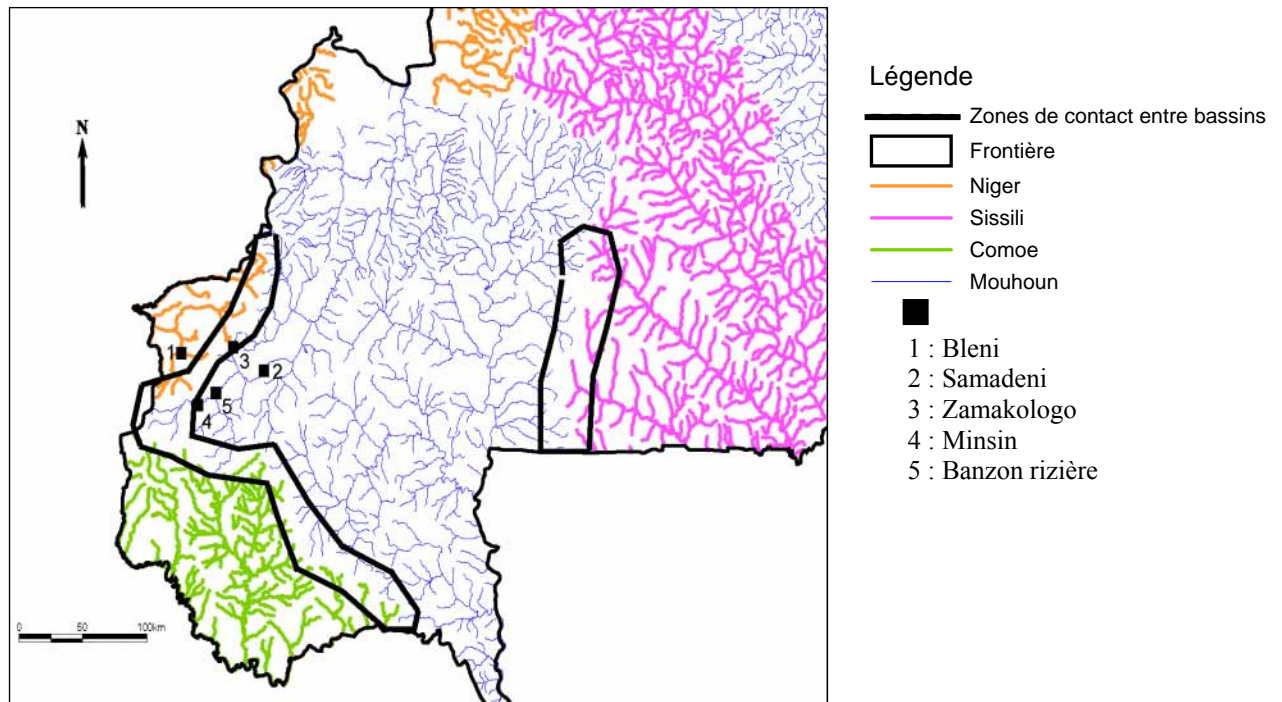 N
1
3
2
5
4
0 50 100km
Légende
Zones de contact entre bassins
Frontière
Niger
Sissili
Comoe
Mouhoun
1 : Bleni
2 : Samadeni
3 : Zamakologo
4 : Minsin
5 : Banzon rizière